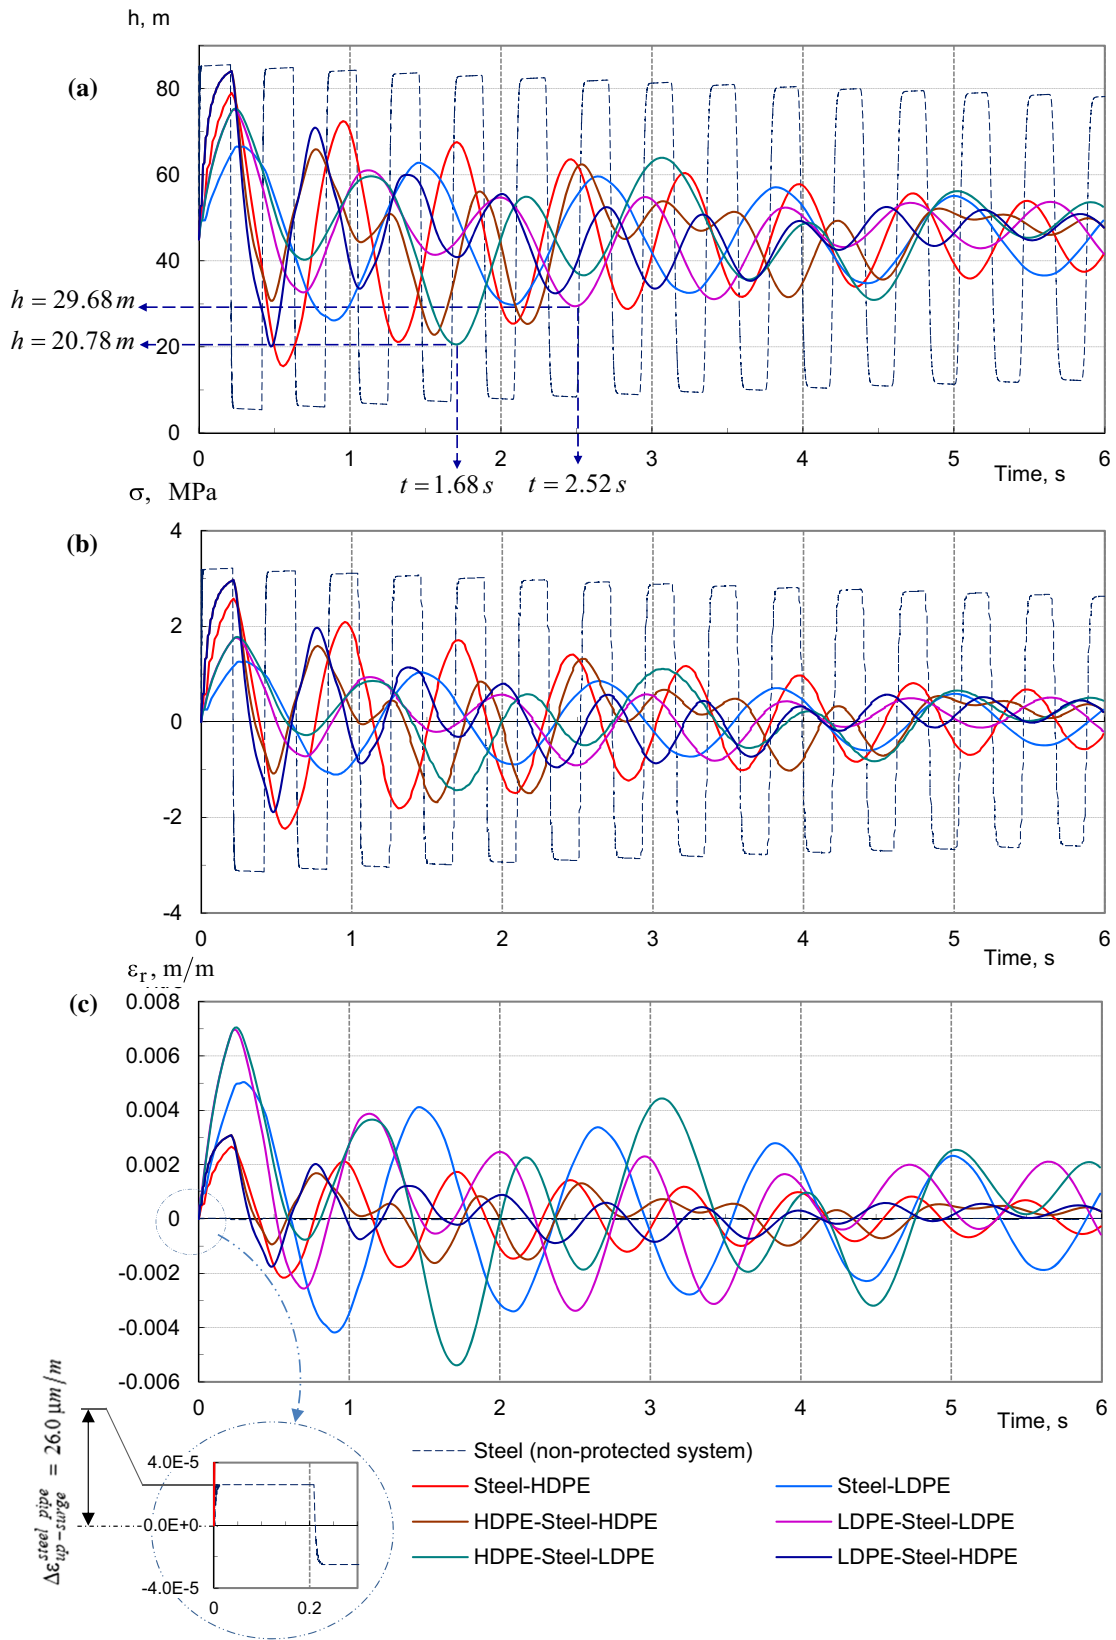 h, m
(a)
80
60
40
h = 29.68 m
h = 20.78 m
20
0
0 1 2 3 4 5 6
Time, s
t = 1.68 s t = 2.52 s
σ, MPa
(b)
4
2
0
-2
-4
0 1 2 3 4 5 6
Time, s
εr, m/m
(c)
0.008
0.006
0.004
0.002
0
-0.002
-0.004
-0.006
0 1 2 3 4 5 6
Time, s
Δε steel pipe up-surge = 26.0 μm/m
4.0E-5
0.0E+0
-4.0E-5
0 0.2
Steel (non-protected system)
Steel-HDPE Steel-LDPE
HDPE-Steel-HDPE LDPE-Steel-LDPE
HDPE-Steel-LDPE LDPE-Steel-HDPE